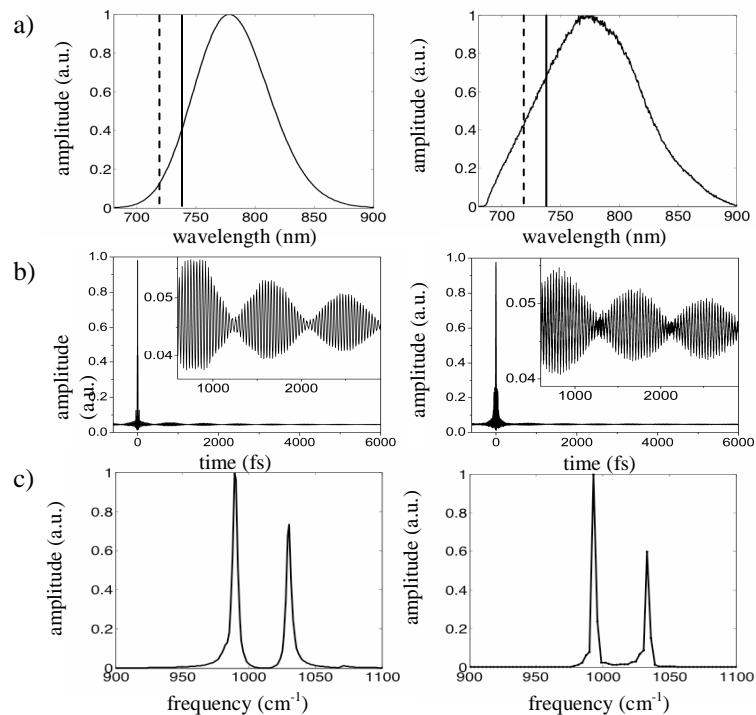 a)
amplitude (a.u.)
1
0.8
0.6
0.4
0.2
0
700 750 800 850 900
wavelength (nm)
amplitude (a.u.)
1
0.8
0.6
0.4
0.2
0
700 750 800 850 900
wavelength (nm)
b)
amplitude
(a.u.)
1.0
0.8
0.6
0.4
0.2
0.0
0 2000 4000 6000
time (fs)
0.05
0.04
1000 2000
amplitude (a.u.)
1.0
0.8
0.6
0.4
0.2
0.0
0 2000 4000 6000
time (fs)
0.05
0.04
1000 2000
c)
amplitude (a.u.)
1
0.8
0.6
0.4
0.2
0
900 950 1000 1050 1100
frequency (cm⁻¹)
amplitude (a.u.)
1
0.8
0.6
0.4
0.2
0
900 950 1000 1050 1100
frequency (cm⁻¹)